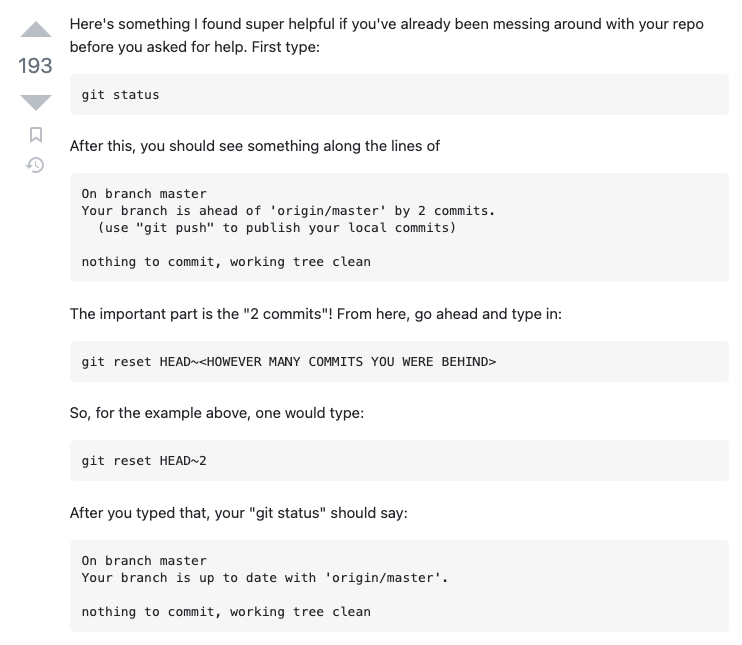 Here's something I found super helpful if you've already been messing around with your repo
before you asked for help. First type:
193
git status
After this, you should see something along the lines of
On branch master
Your branch is ahead of 'origin/master' by 2 commits.
  (use "git push" to publish your local commits)
nothing to commit, working tree clean
The important part is the "2 commits"! From here, go ahead and type in:
git reset HEAD~<HOWEVER MANY COMMITS YOU WERE BEHIND>
So, for the example above, one would type:
git reset HEAD~2
After you typed that, your "git status" should say:
On branch master
Your branch is up to date with 'origin/master'.
nothing to commit, working tree clean